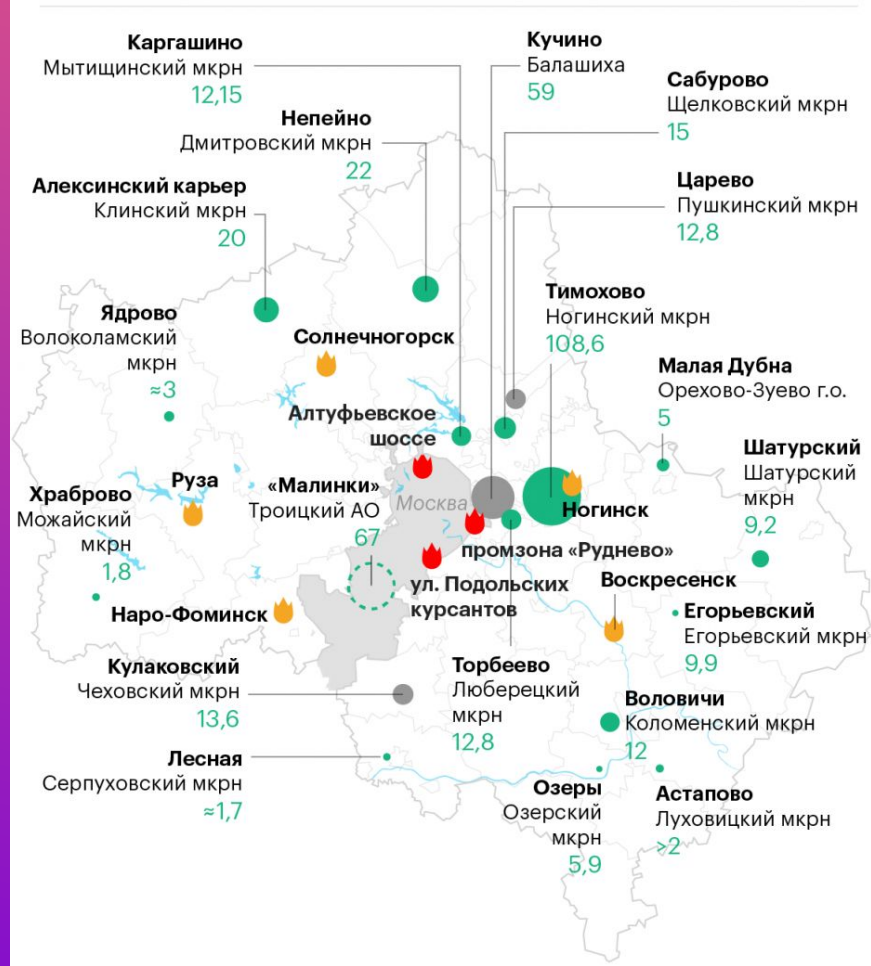 Каргашино
Мытищинский мкрн
12,15
Кучино
Балашиха
59
Сабурово
Щелковский мкрн
15
Непейно
Дмитровский мкрн
22
Царево
Пушкинский мкрн
12,8
Алексинский карьер
Клинский мкрн
20
Тимохово
Ногинский мкрн
108,6
Ядрово
Волоколамский
мкрн
≈3
Солнечногорск
Малая Дубна
Орехово-Зуево г.о.
5
Алтуфьевское
шоссе
Шатурский
Шатурский
мкрн
9,2
Руза
«Малинки»
Троицкий АО
67
Москва
Ногинск
Храброво
Можайский
мкрн
1,8
промзона «Руднево»
ул. Подольских
курсантов
Воскресенск
Наро-Фоминск
Егорьевский
Егорьевский мкрн
9,9
Кулаковский
Чеховский мкрн
13,6
Торбеево
Люберецкий
мкрн
12,8
Воловичи
Коломенский мкрн
12
Лесная
Серпуховский мкрн
≈1,7
Озеры
Озерский
мкрн
5,9
Астапово
Луховицкий мкрн
>2